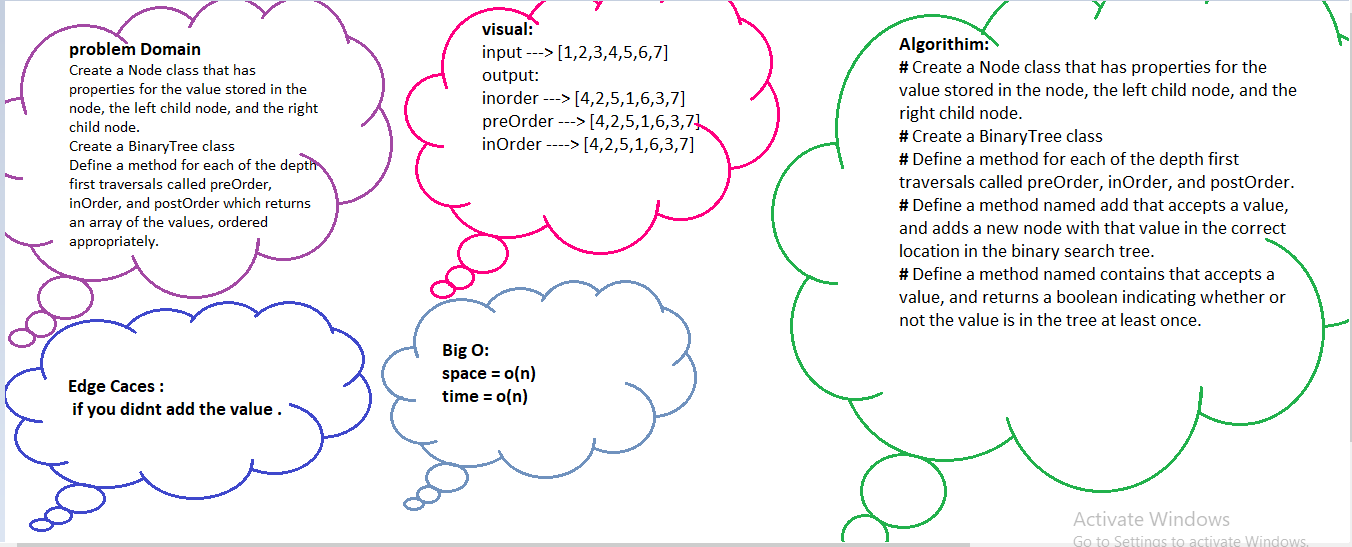 problem Domain
Create a Node class that has
properties for the value stored in the
node, the left child node, and the right
child node.
Create a BinaryTree class
Define a method for each of the depth
first traversals called preOrder,
inOrder, and postOrder which returns
an array of the values, ordered
appropriately.
visual:
input ---> [1,2,3,4,5,6,7]
output:
inorder ---> [4,2,5,1,6,3,7]
preOrder ---> [4,2,5,1,6,3,7]
inOrder ----> [4,2,5,1,6,3,7]
Algorithim:
# Create a Node class that has properties for the
value stored in the node, the left child node, and the
right child node.
# Create a BinaryTree class
# Define a method for each of the depth first
traversals called preOrder, inOrder, and postOrder.
# Define a method named add that accepts a value,
and adds a new node with that value in the correct
location in the binary search tree.
# Define a method named contains that accepts a
value, and returns a boolean indicating whether or
not the value is in the tree at least once.
Edge Caces :
if you didnt add the value .
Big O:
space = o(n)
time = o(n)
Activate Windows
Go to Settings to activate Windows.